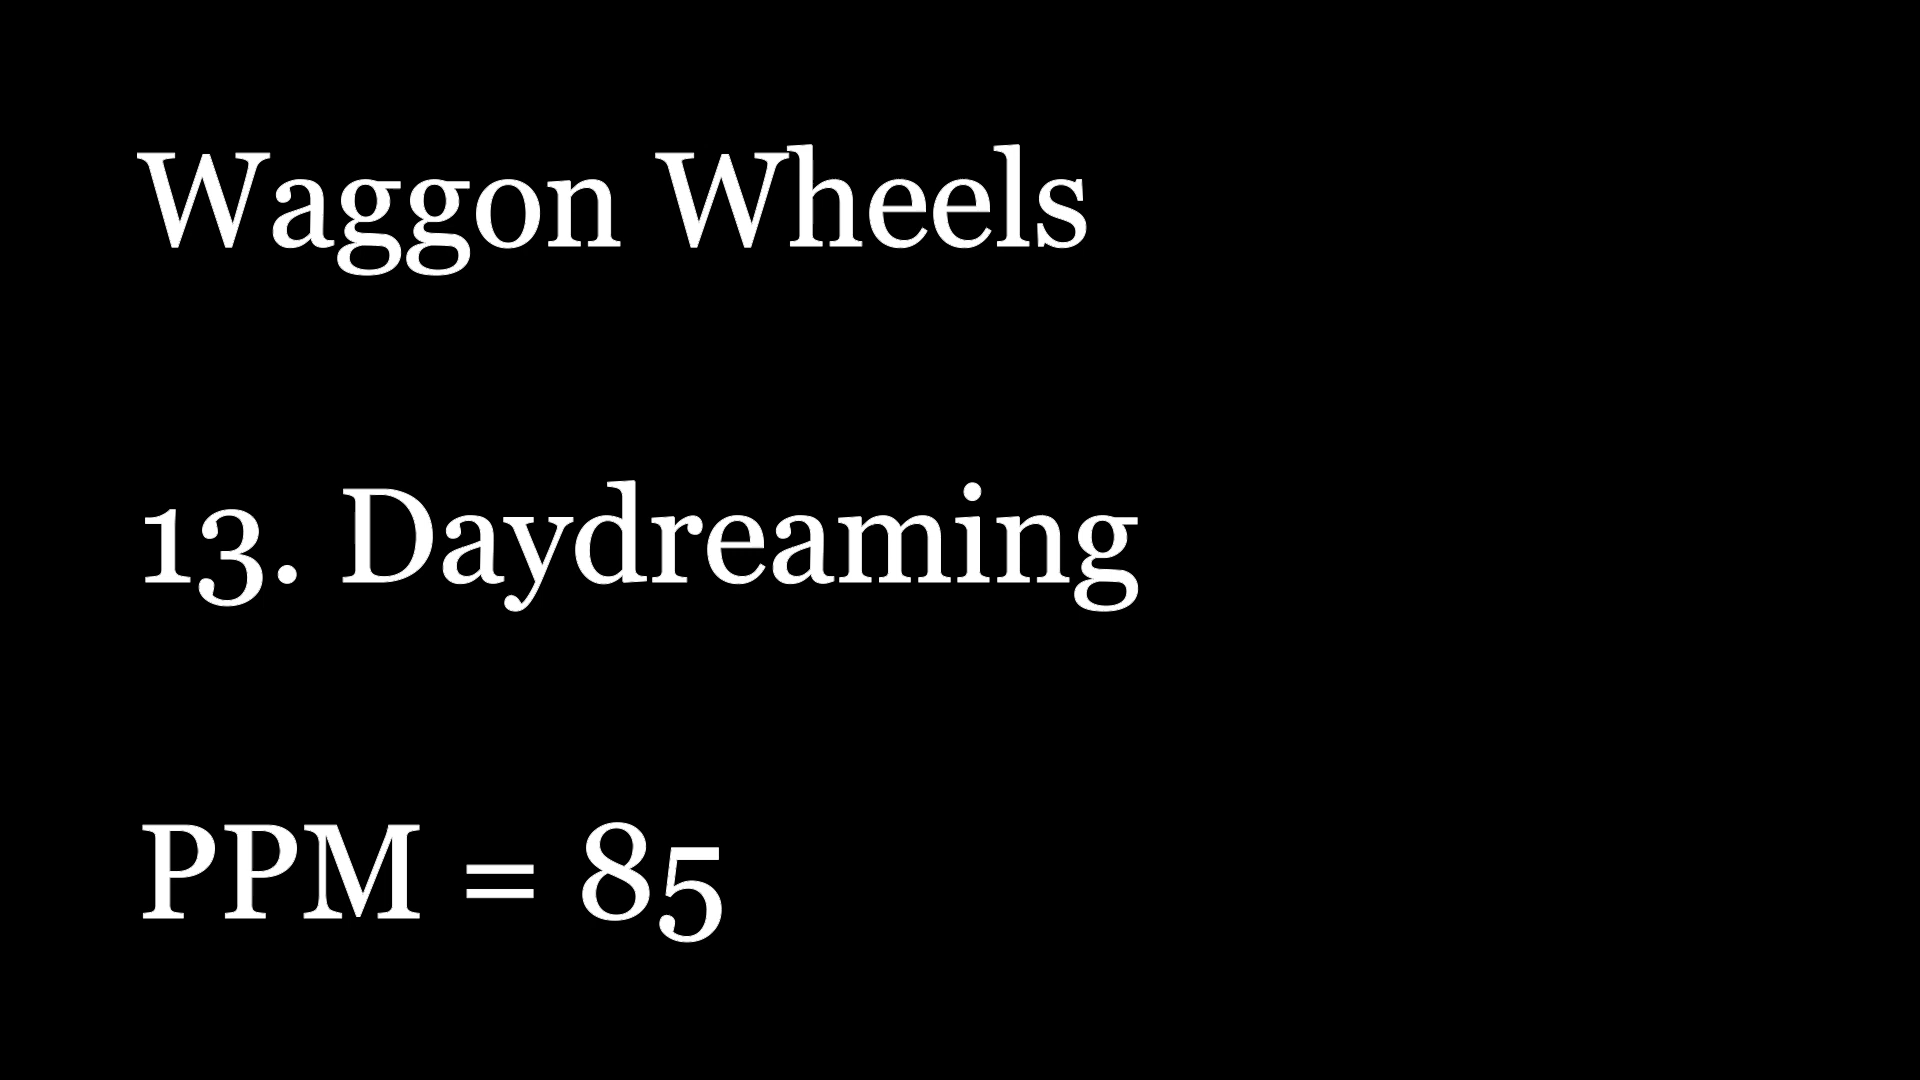 Waggon Wheels
13. Daydreaming
PPM = 85